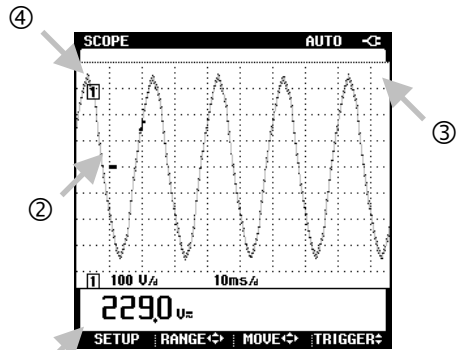 ④
SCOPE AUTO
1
③
②
1 100 V/d 10ms/d
229.0 V≂
SETUP RANGE MOVE TRIGGER